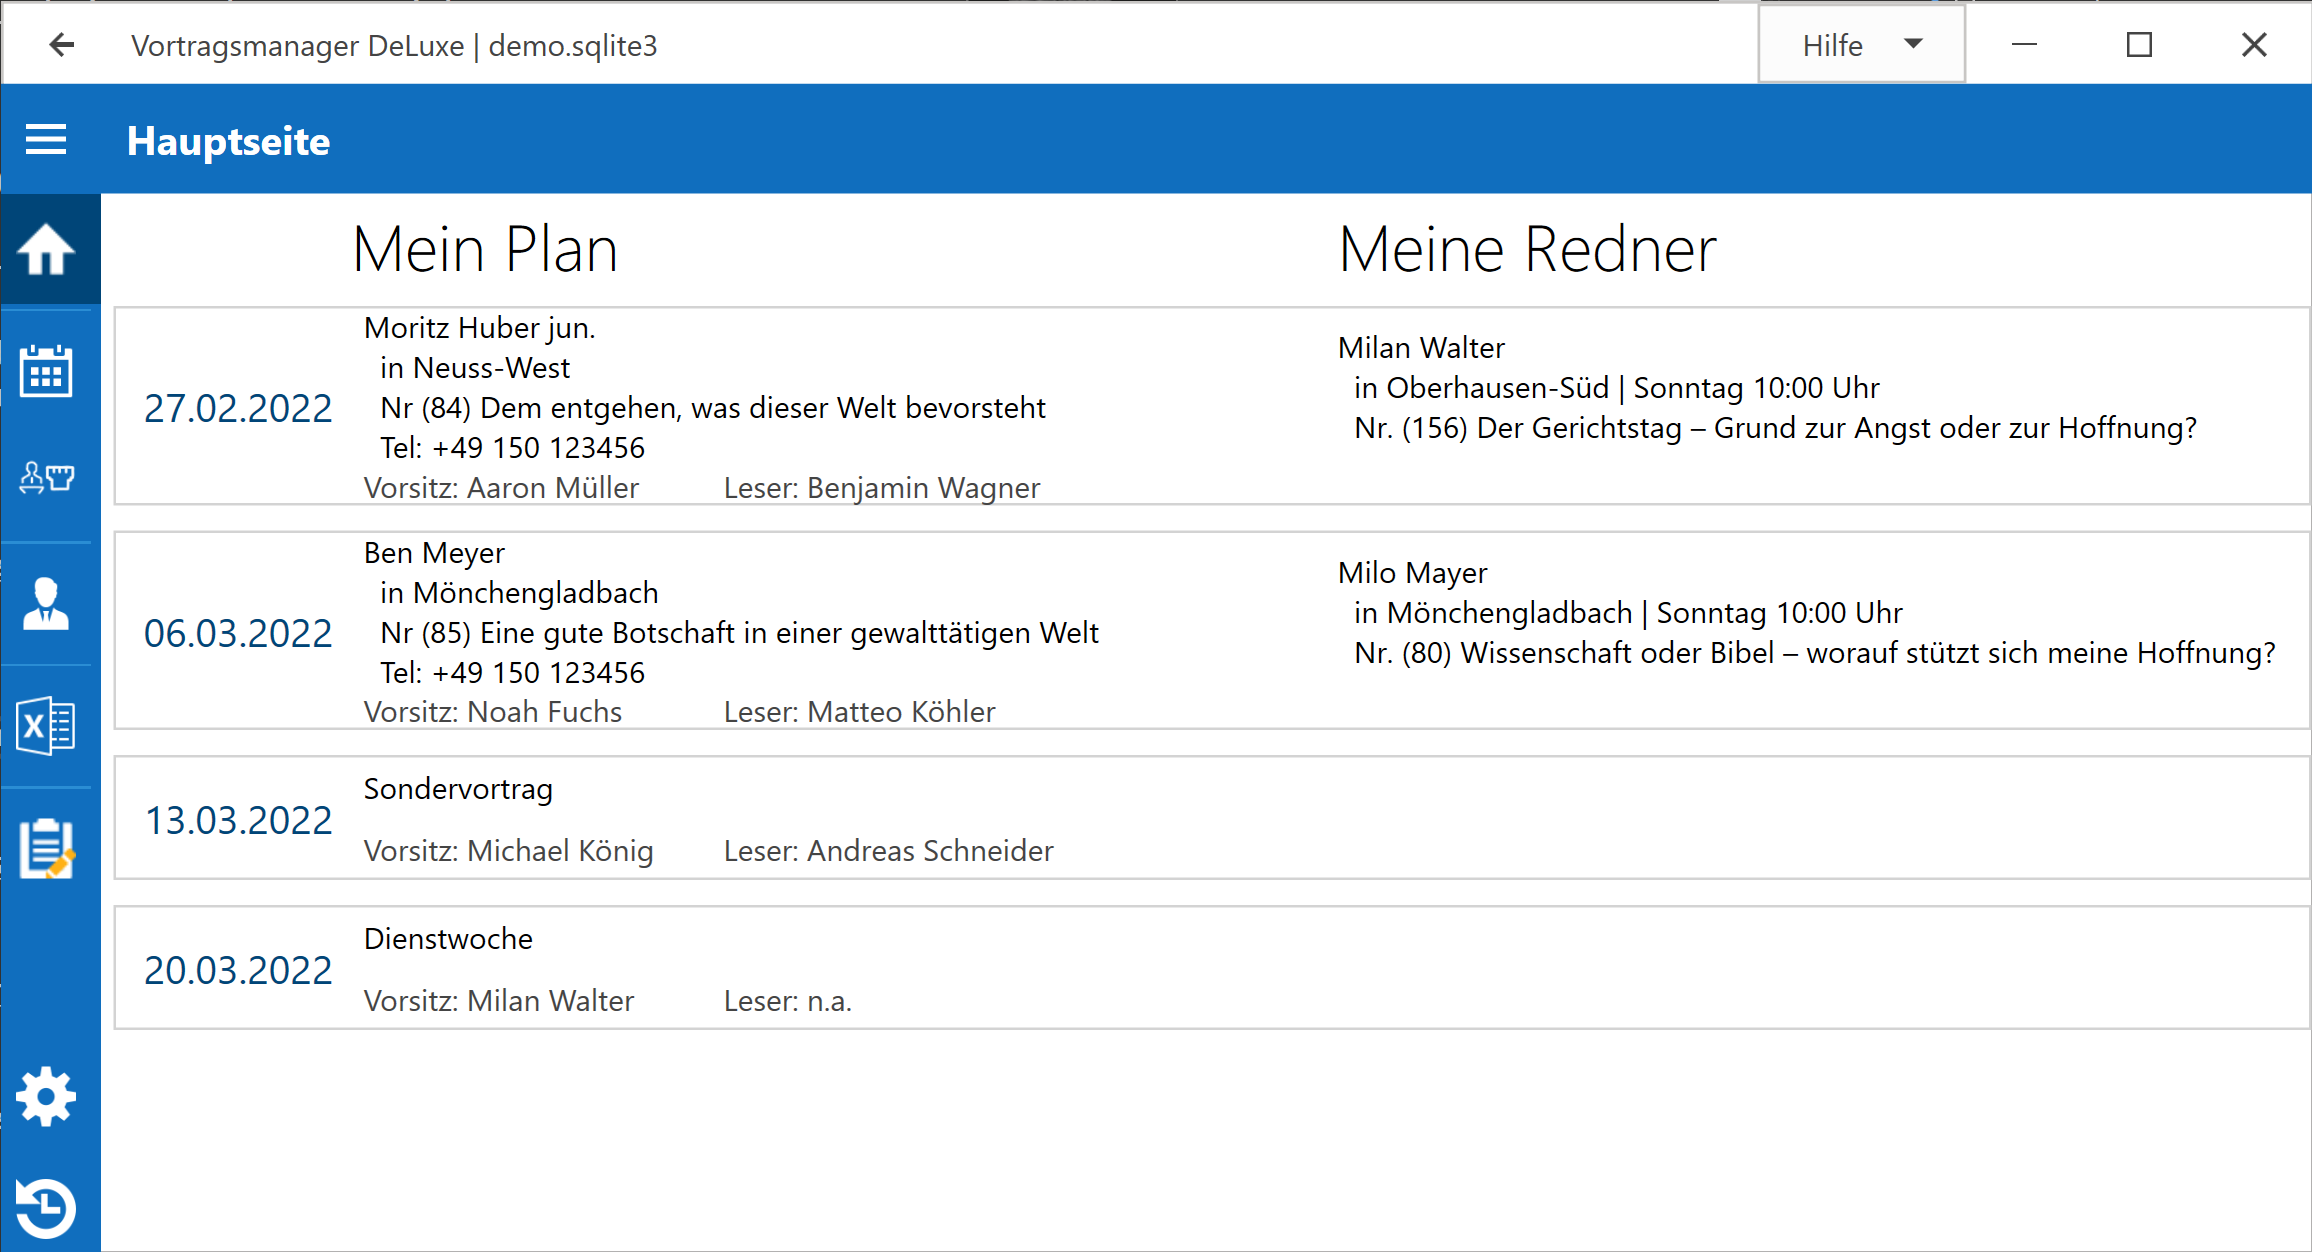 Vortragsmanager DeLuxe | demo.sqlite3
Hilfe
Hauptseite
Mein Plan
Meine Redner
27.02.2022
Moritz Huber jun.
in Neuss-West
Nr (84) Dem entgehen, was dieser Welt bevorsteht
Tel: +49 150 123456
Vorsitz: Aaron Müller Leser: Benjamin Wagner
Milan Walter
in Oberhausen-Süd | Sonntag 10:00 Uhr
Nr. (156) Der Gerichtstag – Grund zur Angst oder zur Hoffnung?
06.03.2022
Ben Meyer
in Mönchengladbach
Nr (85) Eine gute Botschaft in einer gewalttätigen Welt
Tel: +49 150 123456
Vorsitz: Noah Fuchs Leser: Matteo Köhler
Milo Mayer
in Mönchengladbach | Sonntag 10:00 Uhr
Nr. (80) Wissenschaft oder Bibel – worauf stützt sich meine Hoffnung?
13.03.2022
Sondervortrag
Vorsitz: Michael König Leser: Andreas Schneider
20.03.2022
Dienstwoche
Vorsitz: Milan Walter Leser: n.a.